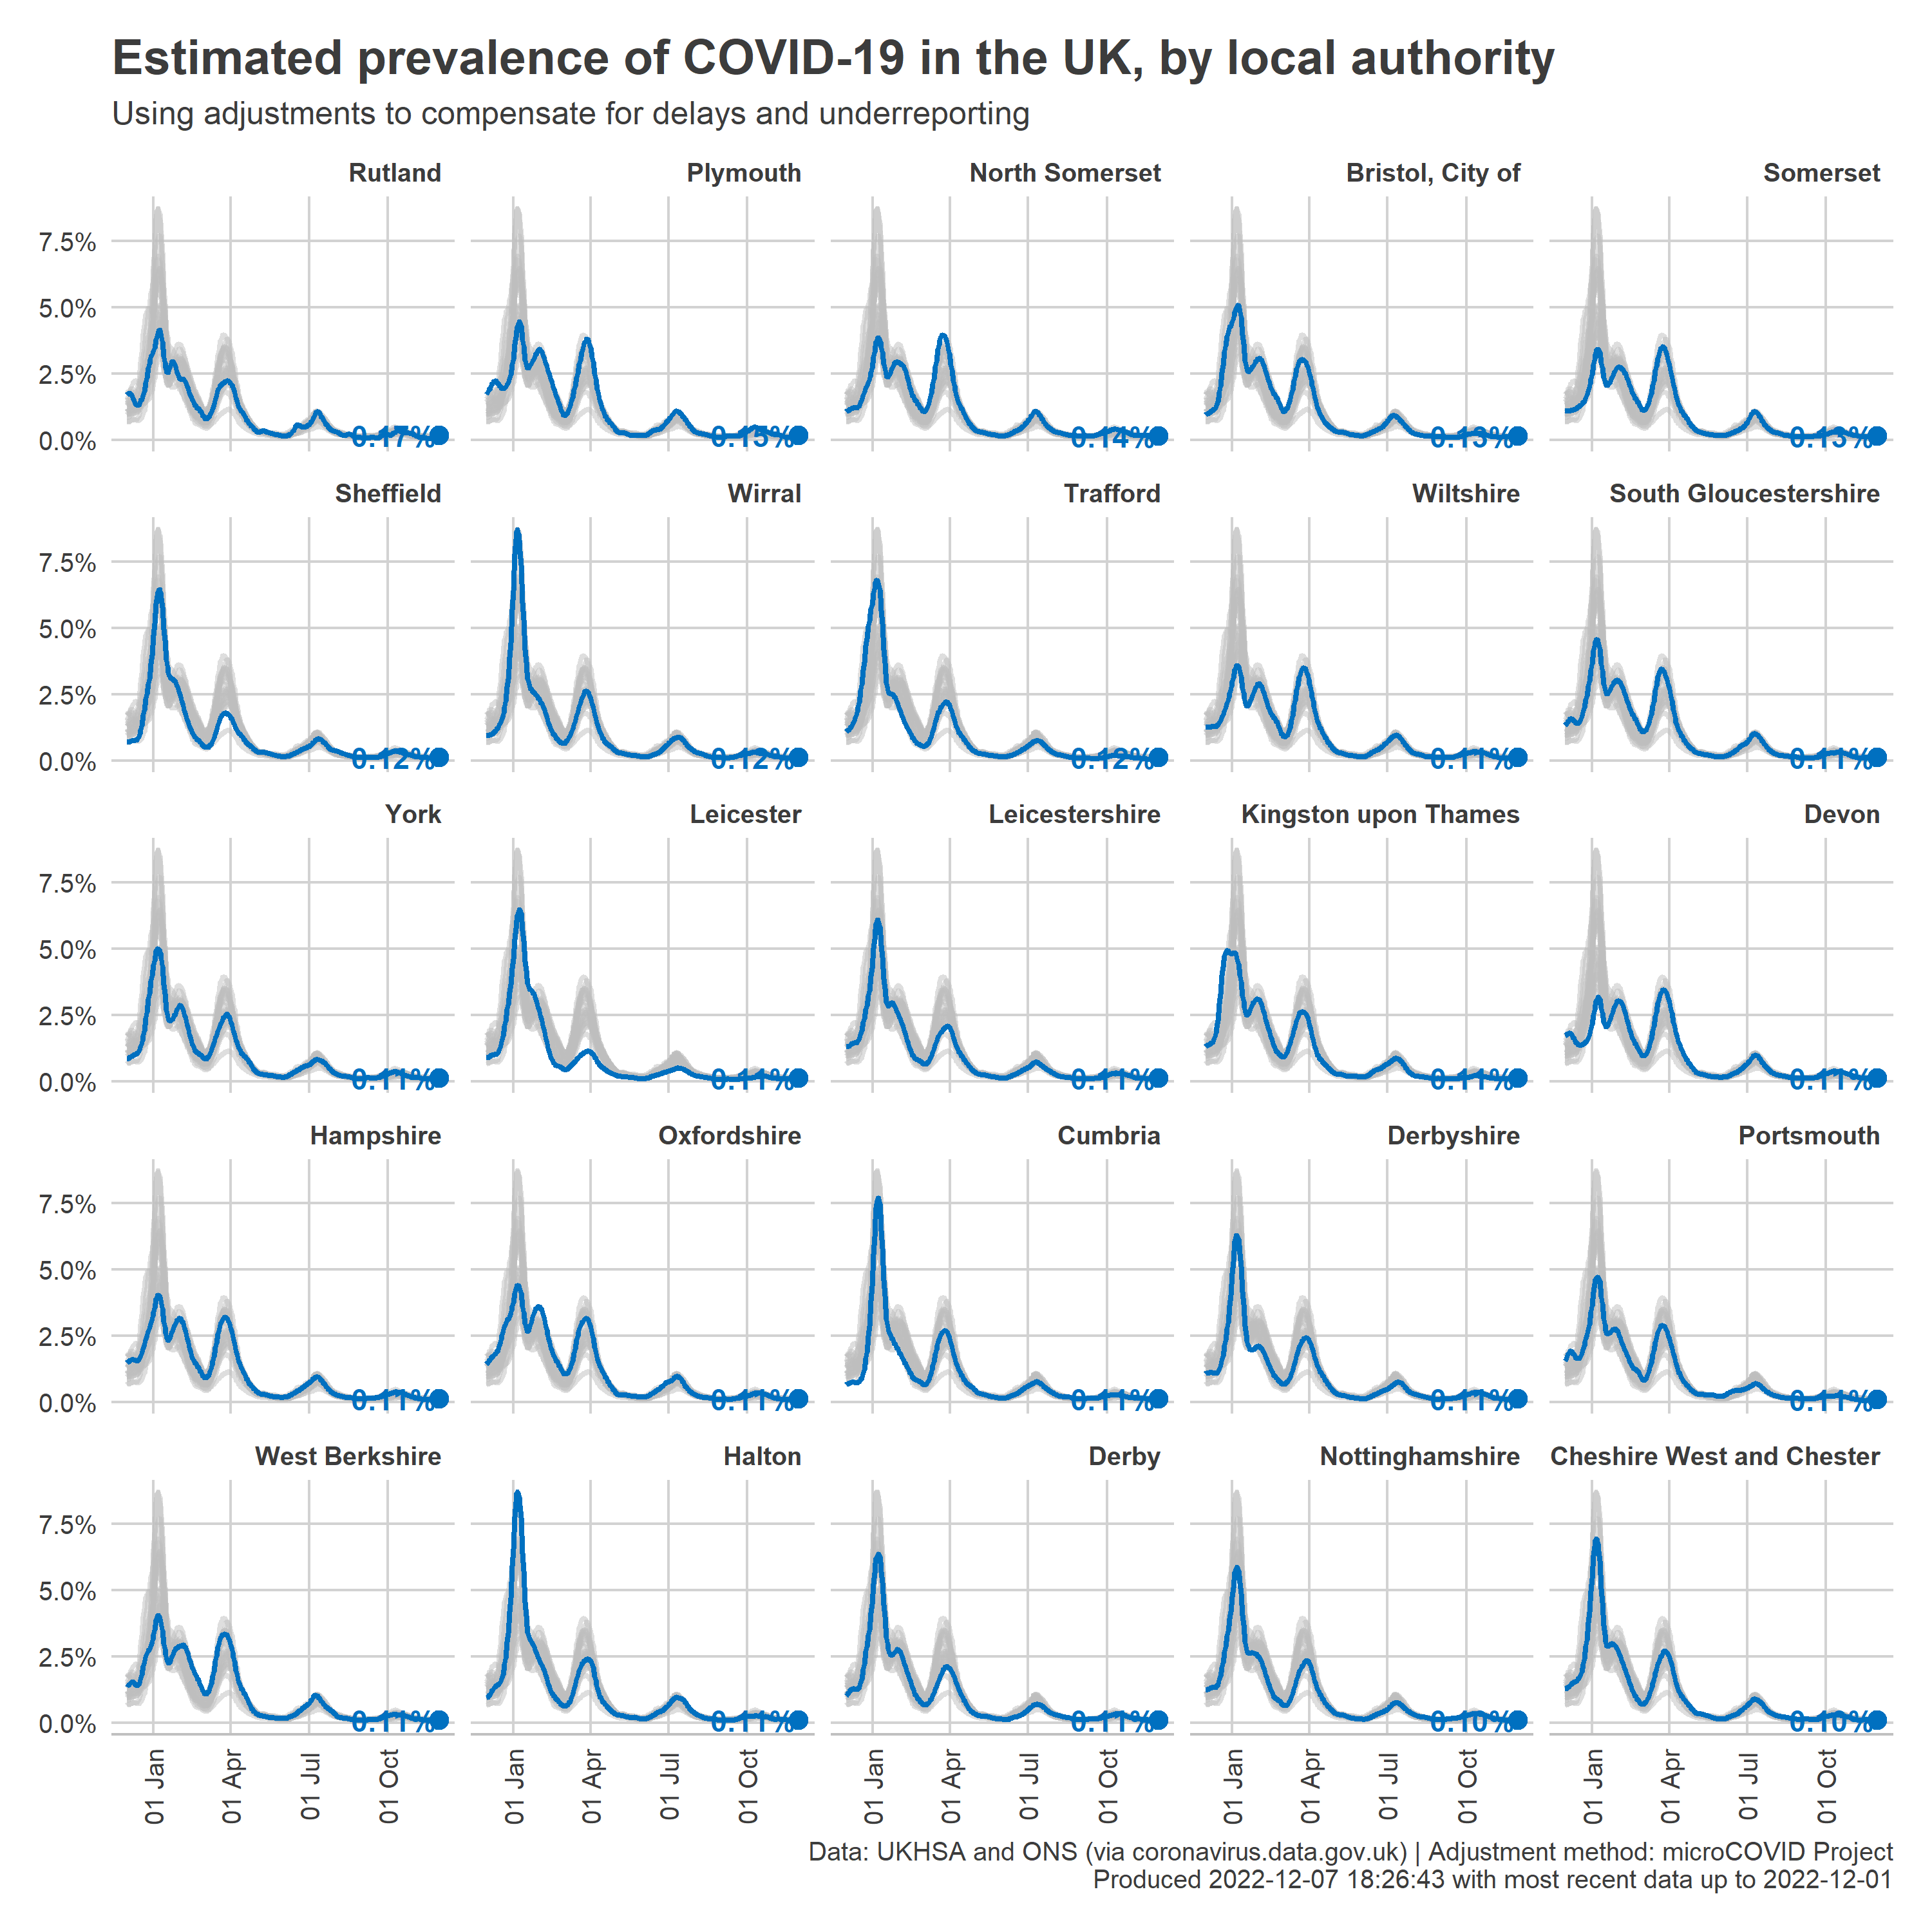 Estimated prevalence of COVID-19 in the UK, by local authority
Using adjustments to compensate for delays and underreporting
Rutland Plymouth North Somerset Bristol, City of Somerset
7.5%
5.0%
2.5%
0.0%
0.17% 0.15% 0.14% 0.13% 0.13%
Sheffield Wirral Trafford Wiltshire South Gloucestershire
7.5%
5.0%
2.5%
0.0%
0.12% 0.12% 0.12% 0.11% 0.11%
York Leicester Leicestershire Kingston upon Thames Devon
7.5%
5.0%
2.5%
0.0%
0.11% 0.11% 0.11% 0.11% 0.11%
Hampshire Oxfordshire Cumbria Derbyshire Portsmouth
7.5%
5.0%
2.5%
0.0%
0.11% 0.11% 0.11% 0.11% 0.11%
West Berkshire Halton Derby Nottinghamshire Cheshire West and Chester
7.5%
5.0%
2.5%
0.0%
0.11% 0.11% 0.11% 0.10% 0.10%
01 Jan 01 Apr 01 Jul 01 Oct 01 Jan 01 Apr 01 Jul 01 Oct 01 Jan 01 Apr 01 Jul 01 Oct 01 Jan 01 Apr 01 Jul 01 Oct 01 Jan 01 Apr 01 Jul 01 Oct
Data: UKHSA and ONS (via coronavirus.data.gov.uk) | Adjustment method: microCOVID Project
Produced 2022-12-07 18:26:43 with most recent data up to 2022-12-01